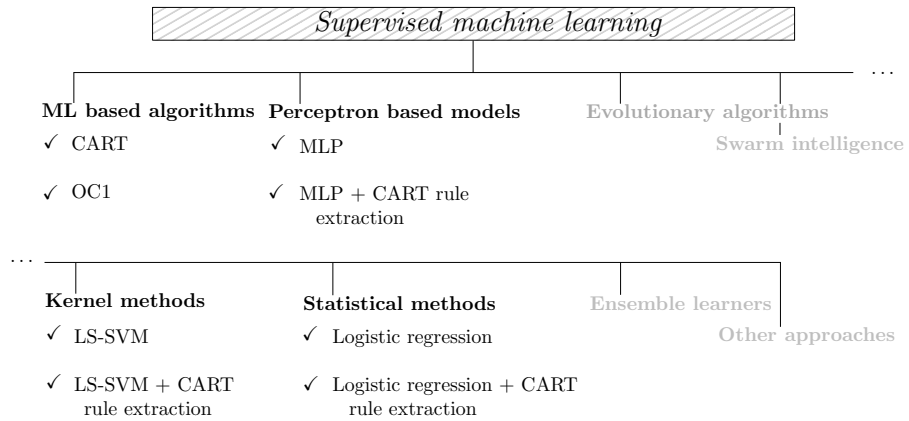 Supervised machine learning
...
ML based algorithms Perceptron based models Evolutionary algorithms
✓ CART ✓ MLP Swarm intelligence
✓ OC1 ✓ MLP + CART rule
extraction
...
Kernel methods Statistical methods Ensemble learners
✓ LS-SVM ✓ Logistic regression Other approaches
✓ LS-SVM + CART ✓ Logistic regression + CART
rule extraction rule extraction